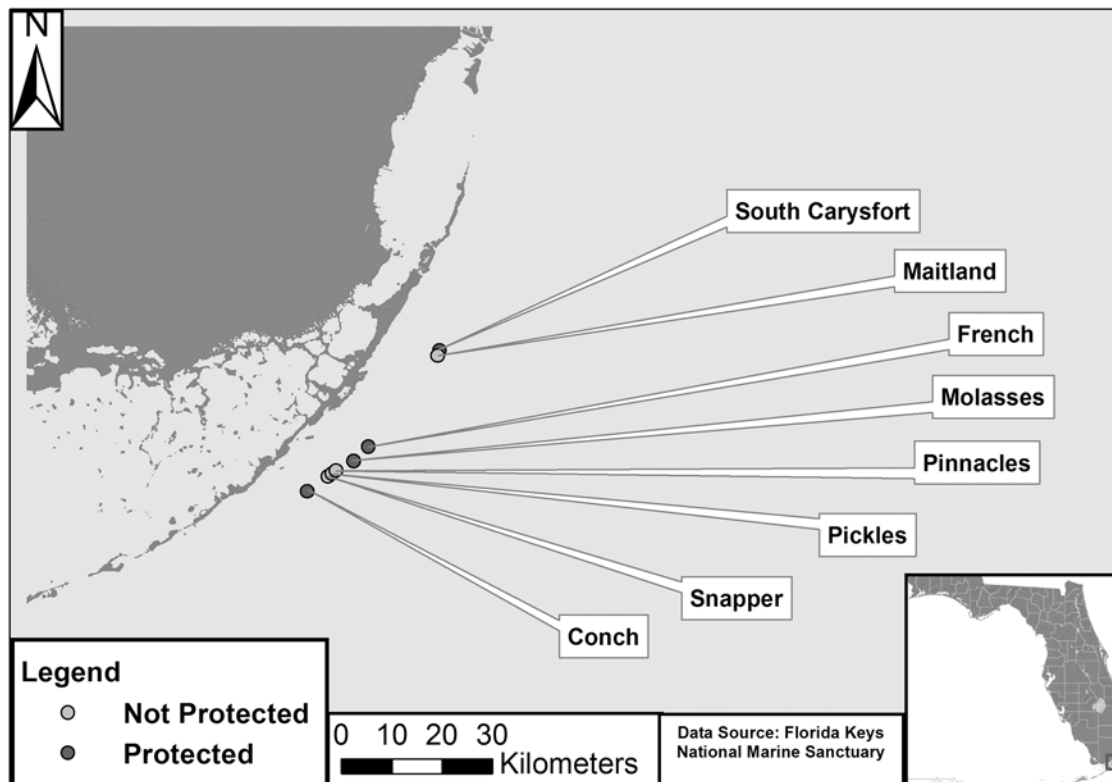 N
South Carysfort
Maitland
French
Molasses
Pinnacles
Pickles
Snapper
Conch
Legend
Not Protected
Protected
0 10 20 30
Kilometers
Data Source: Florida Keys
National Marine Sanctuary